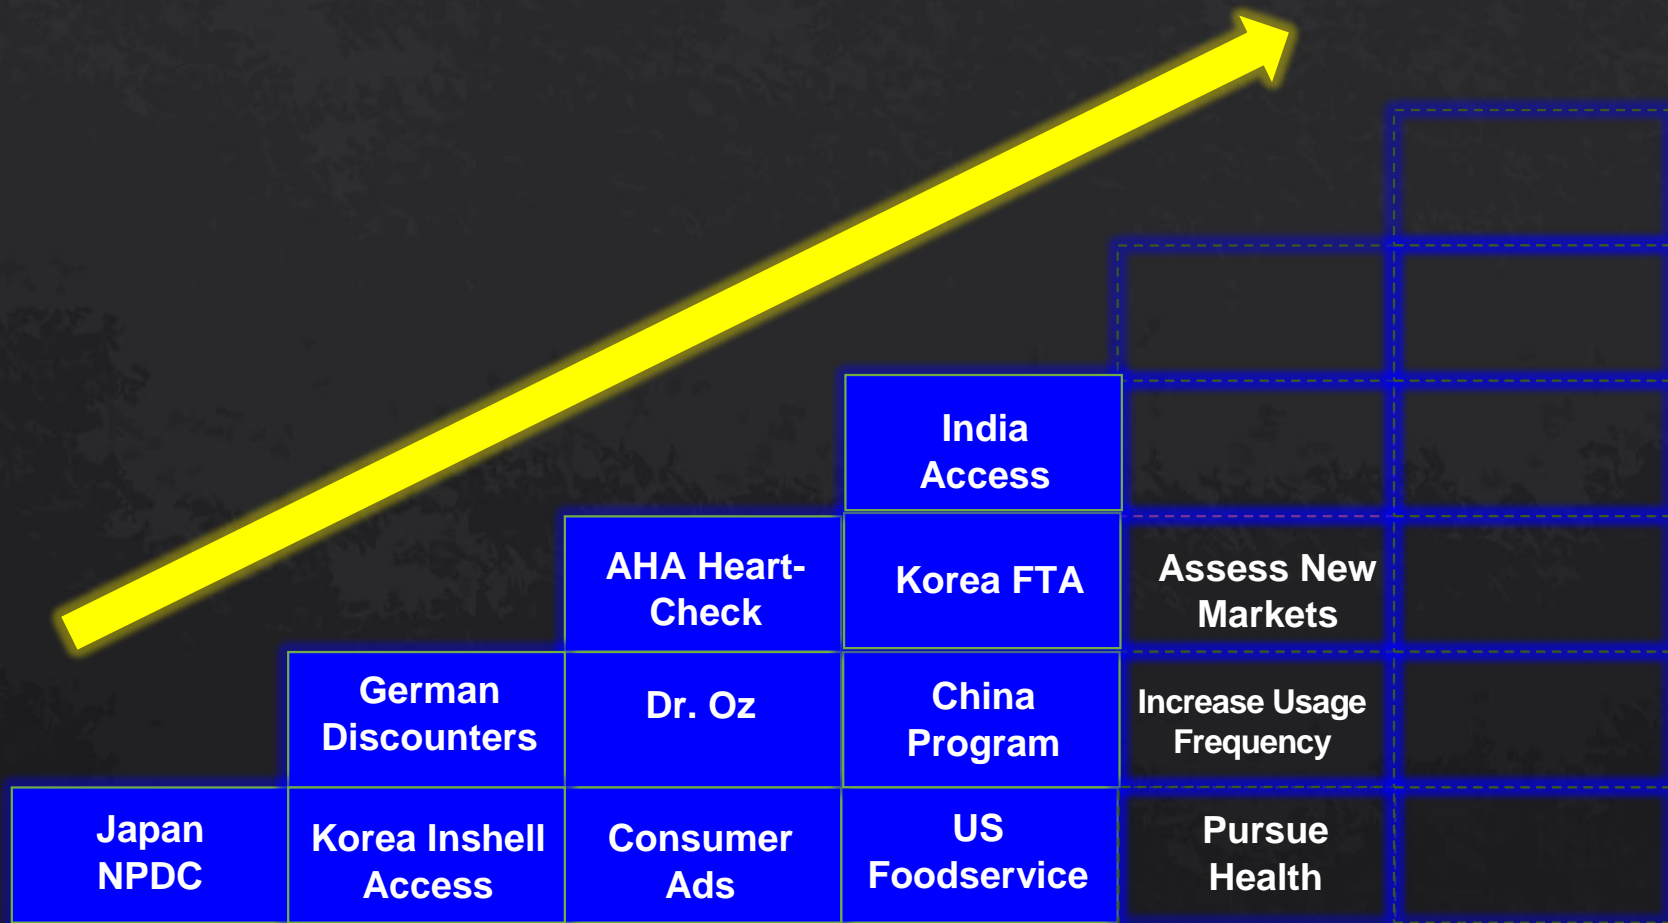 India
Access
AHA Heart-
Check
Korea FTA
Assess New
Markets
German
Discounters
Dr. Oz
China
Program
Increase Usage
Frequency
Japan
NPDC
Korea Inshell
Access
Consumer
Ads
US
Foodservice
Pursue
Health